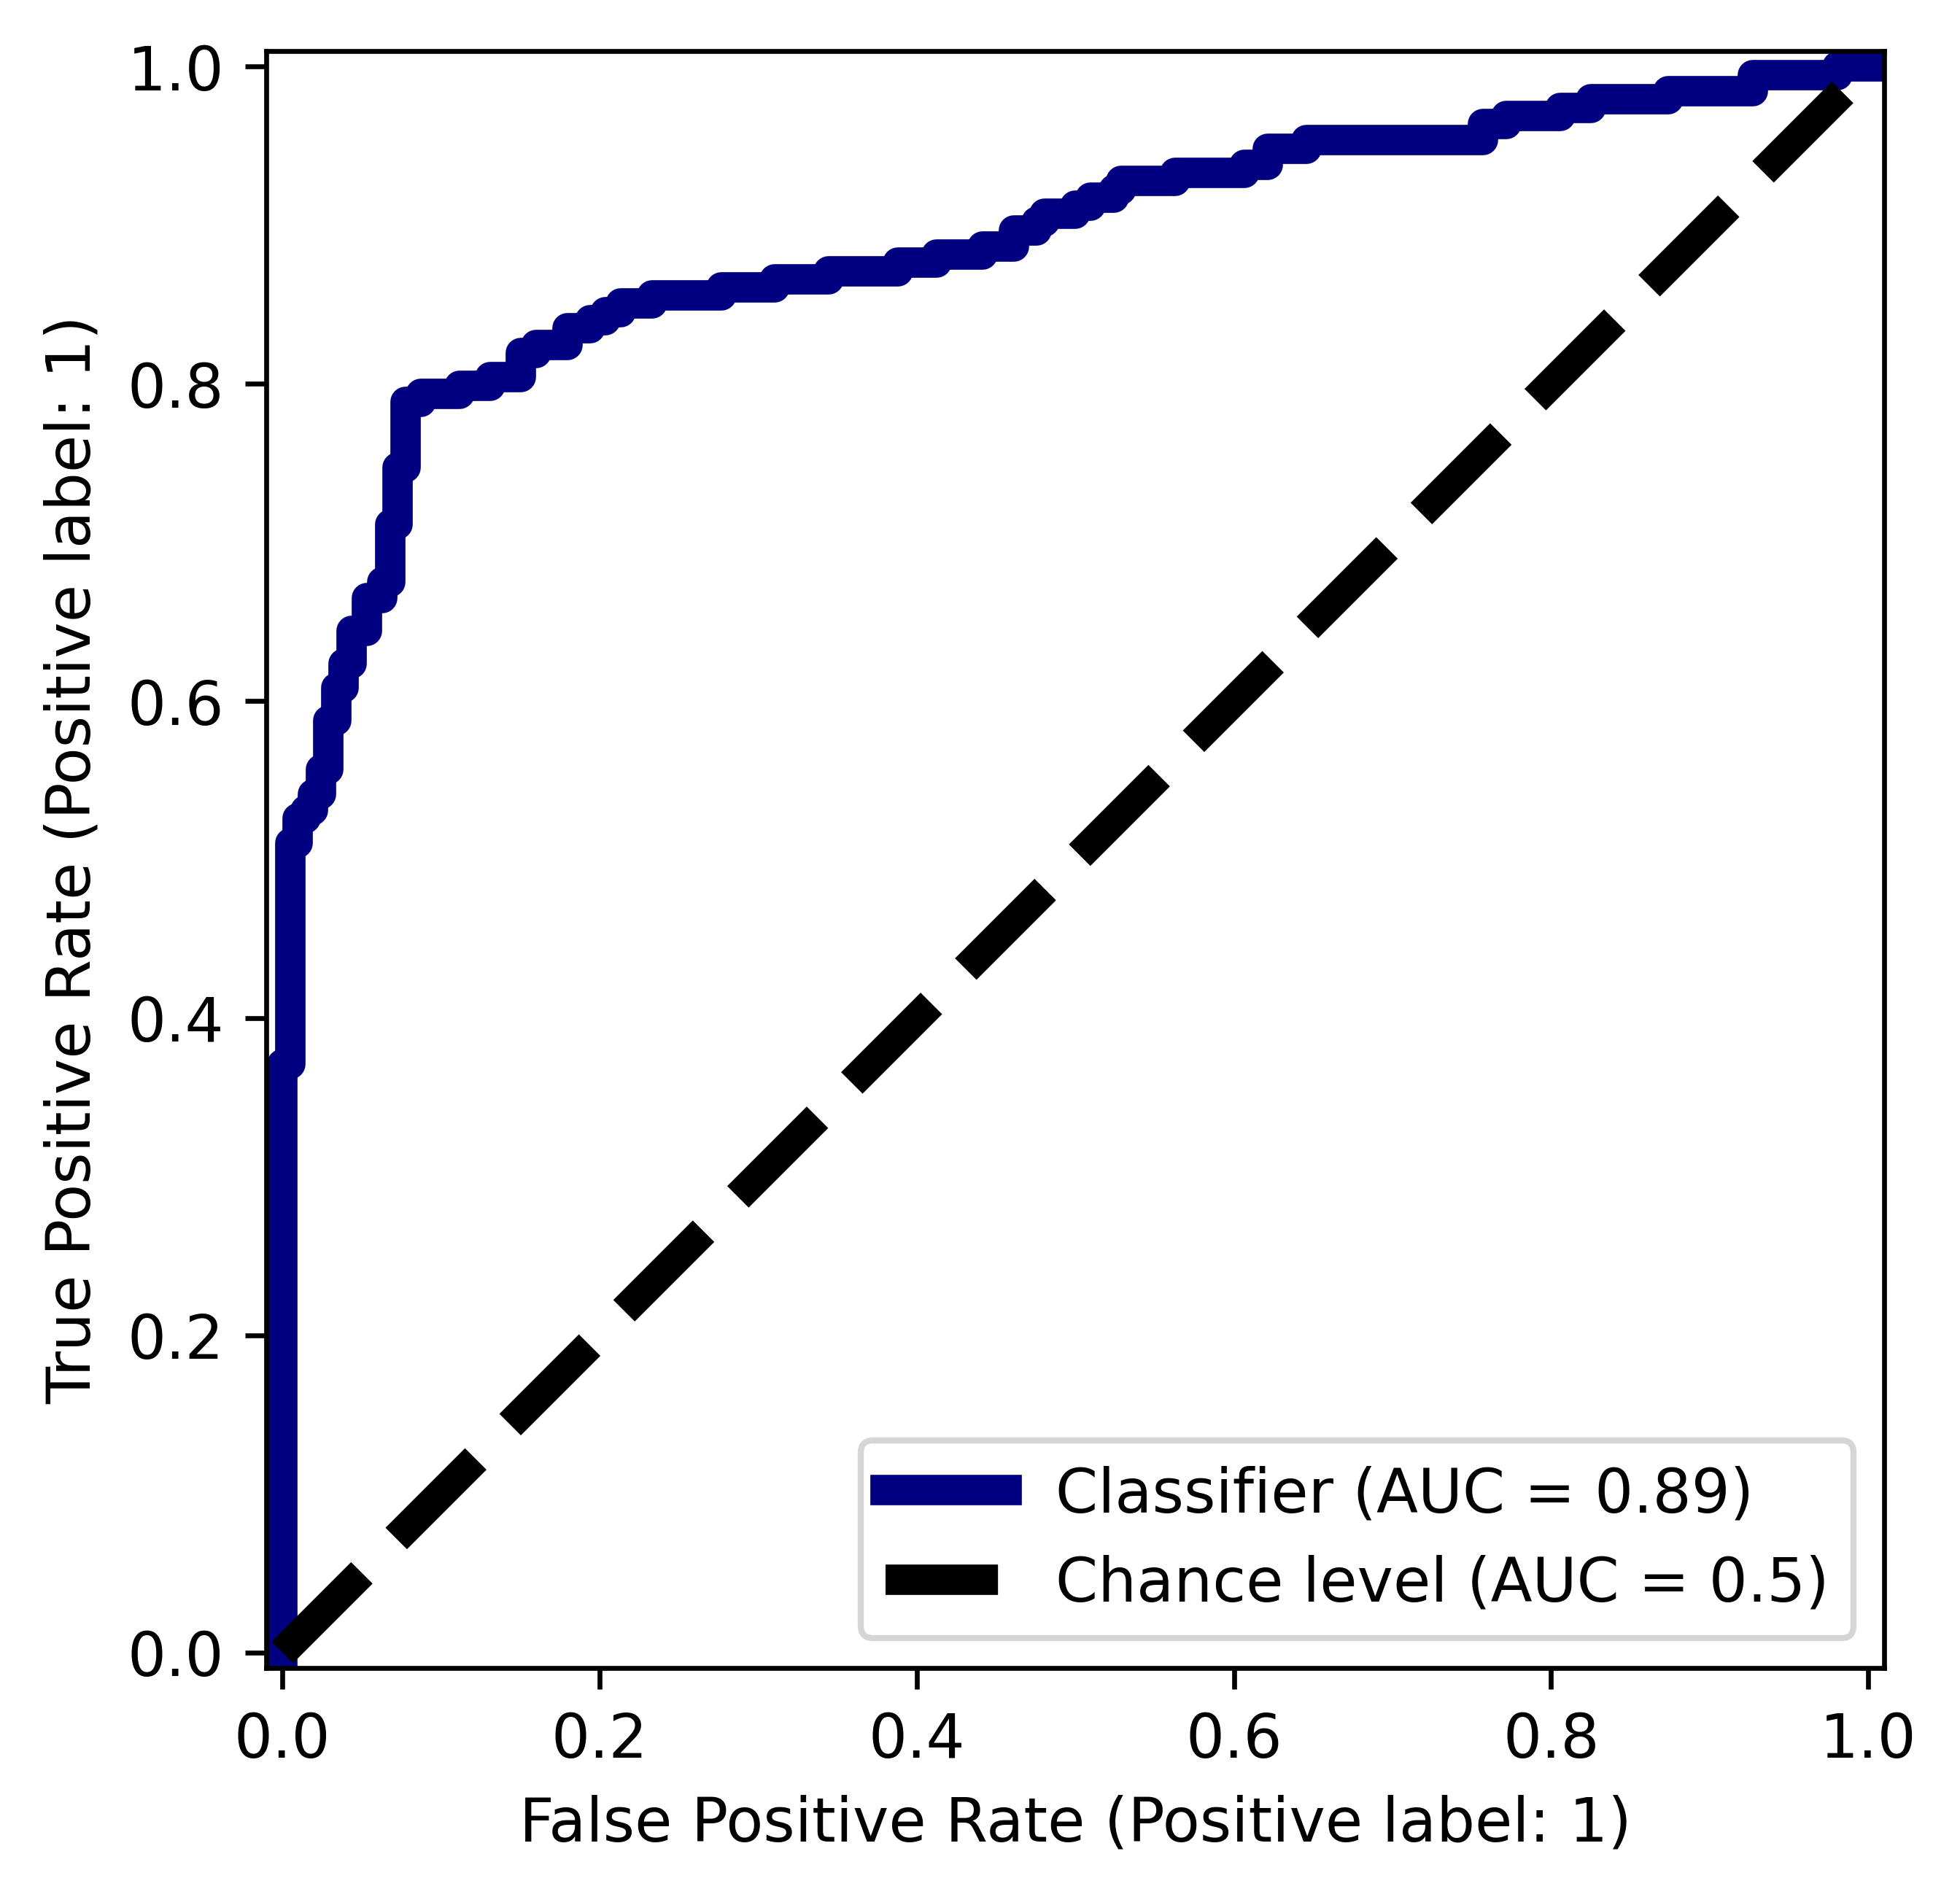 1.0
0.8
0.6
0.4
0.2
0.0
True Positive Rate (Positive label: 1)
Classifier (AUC = 0.89)
Chance level (AUC = 0.5)
0.0 0.2 0.4 0.6 0.8 1.0
False Positive Rate (Positive label: 1)